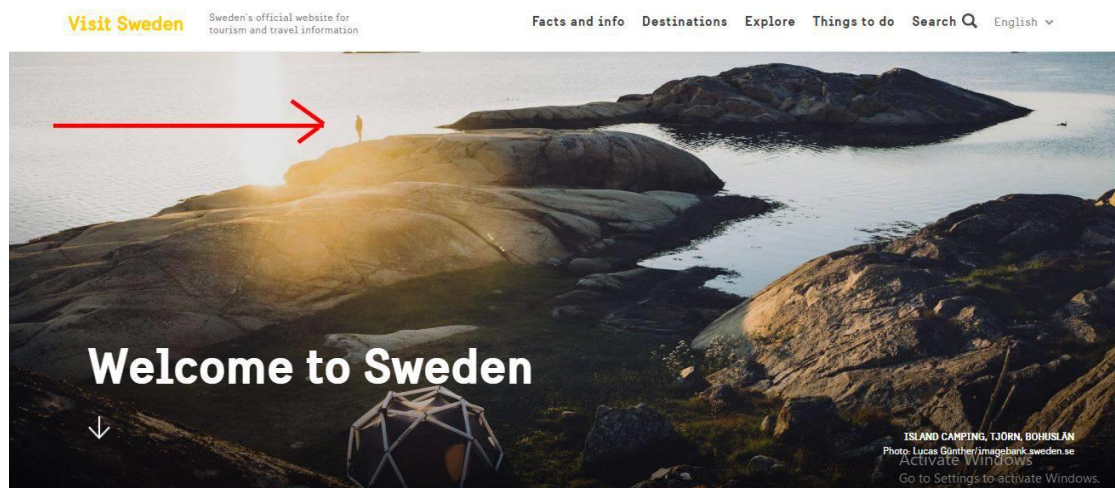 Visit Sweden
Sweden's official website for
tourism and travel information
Facts and info Destinations Explore Things to do Search English
Welcome to Sweden
ISLAND CAMPING, TJÖRN, BOHUSLÄN
Photo: Lucas Günther/imagebank.sweden.se
Activate Windows
Go to Settings to activate Windows.